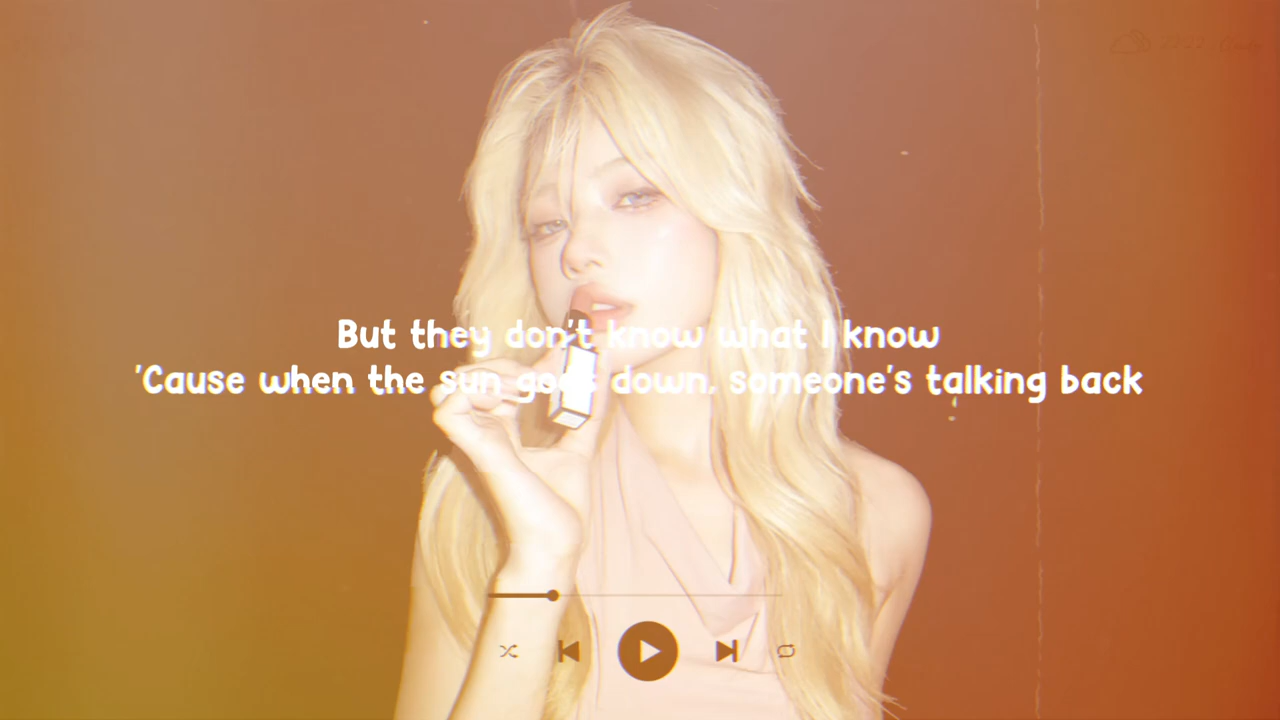 But they don't know what I know
'Cause when the sun goes down, someone's talking back